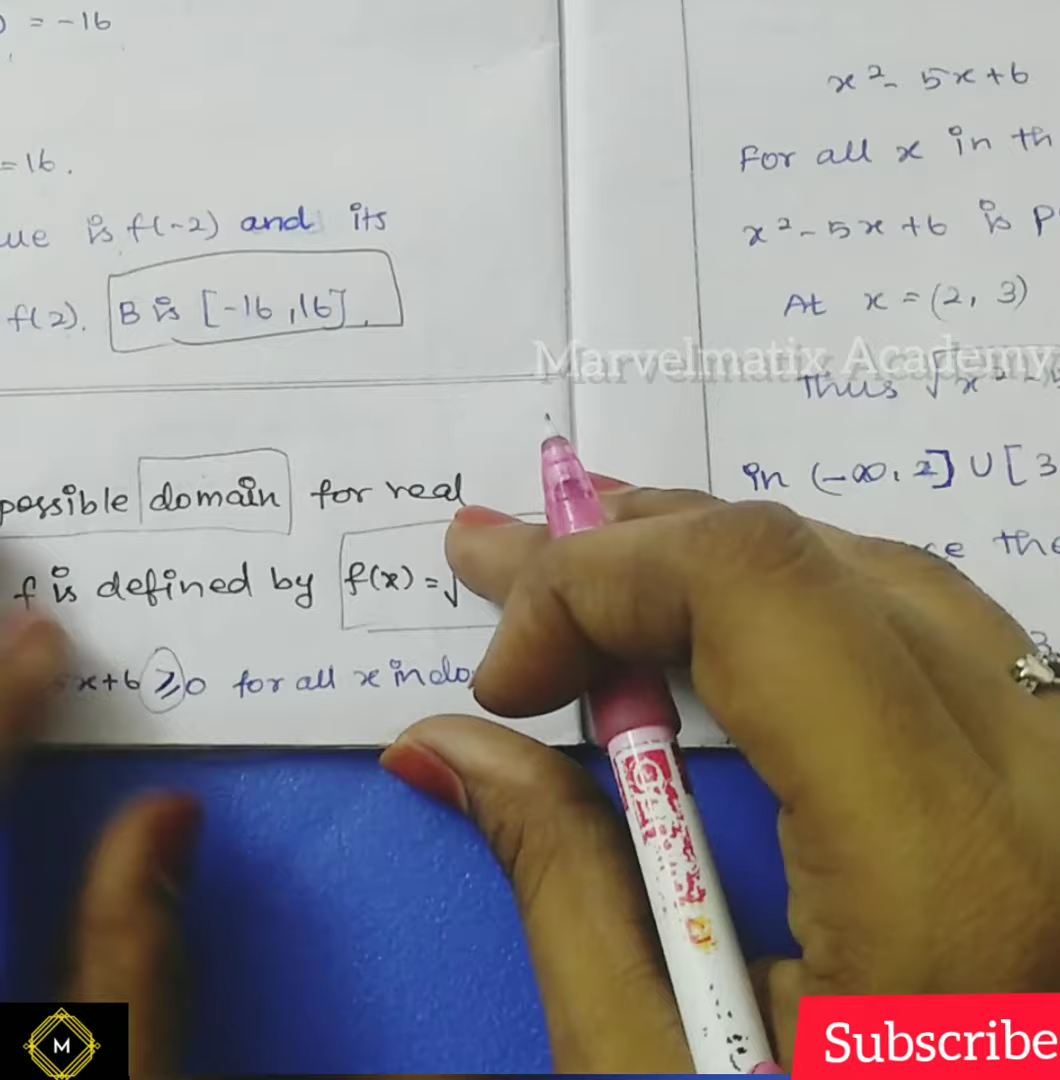 ) = -16
= 16.
ue is f(-2) and its
f(2). B is [-16, 16].
possible domain for real
f is defined by f(x) = √
x+6 ≥ 0 for all x in do
x² - 5x + 6
For all x in th
x² - 5x + 6 is P
At x = (2, 3)
Marvelmatix Academy
Thus √x² -
in (-∞, 2] U [3
the
M
Subscribe